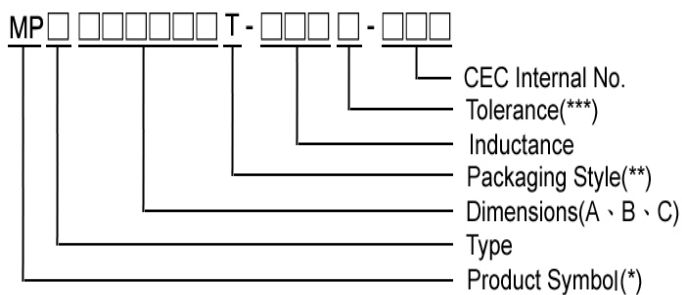 MP□ □□□□□□ T - □□□ □ - □□□
CEC Internal No.
Tolerance(***)
Inductance
Packaging Style(**)
Dimensions(A、B、C)
Type
Product Symbol(*)